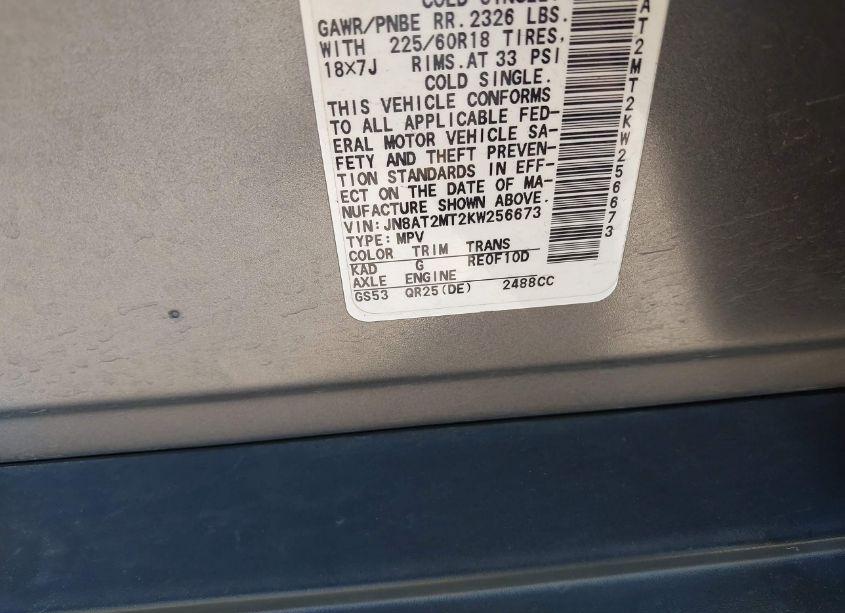 COLD SINGLE.
GAWR/PNBE RR. 2326 LBS.
WITH 225/60R18 TIRES,
18X7J RIMS.AT 33 PSI
COLD SINGLE.
THIS VEHICLE CONFORMS
TO ALL APPLICABLE FED-
ERAL MOTOR VEHICLE SA-
FETY AND THEFT PREVEN-
TION STANDARDS IN EFF-
ECT ON THE DATE OF MA-
NUFACTURE SHOWN ABOVE.
VIN:JN8AT2MT2KW256673
TYPE:MPV
COLOR TRIM TRANS
KAD G RE0F10D
AXLE ENGINE
GS53 QR25(DE) 2488CC
AT2MT2KW256673